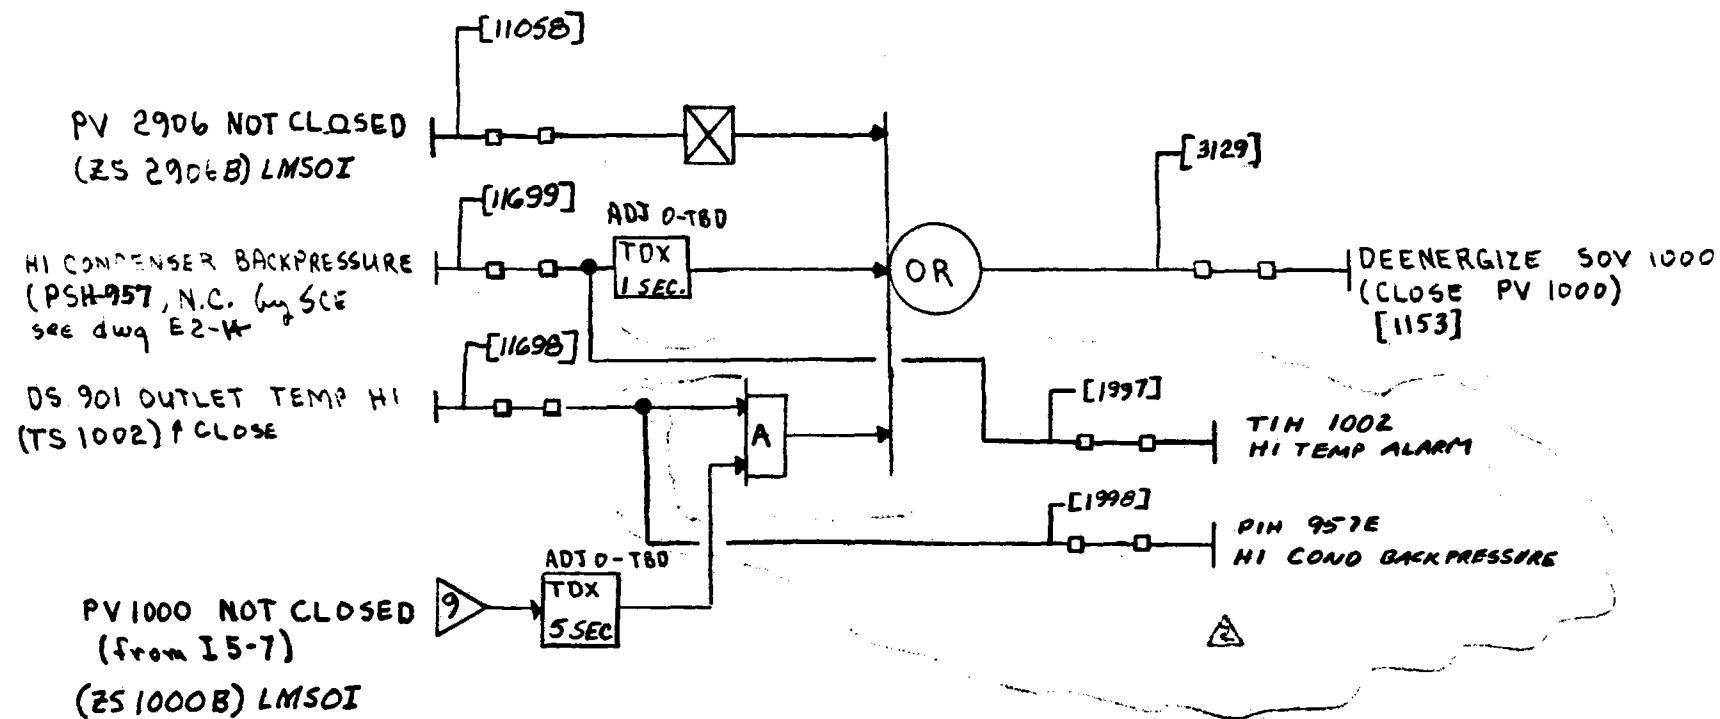 [11058]
PV 2906 NOT CLOSED
(ZS 2906B) LMSOI
[3129]
[11699]
ADJ 0-TBD
TDX
1 SEC.
HI CONDENSER BACKPRESSURE
(PSH-957, N.C. by SCE
see dwg E2-14
OR
DEENERGIZE SOV 1000
(CLOSE PV 1000)
[1153]
[11698]
DS 901 OUTLET TEMP HI
(TS 1002) ↑ CLOSE
A
[1997]
TIH 1002
HI TEMP ALARM
[1998]
PIH 957E
HI COND BACKPRESSURE
ADJ 0-TBD
TDX
5 SEC
PV 1000 NOT CLOSED
9
(from I5-7)
(ZS 1000B) LMSOI
2